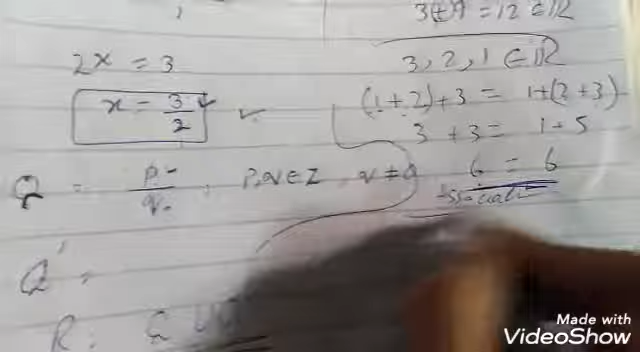 3+9 = 12 ∈ R
2x = 3
x = 3/2 ✓
3, 2, 1 ∈ R
(1 + 2) + 3 = 1 + (2 + 3)
3 + 3 = 1 + 5
6 = 6
Q = p/q, p, q ∈ Z, q ≠ 0
Q' =
R =
Made with
VideoShow